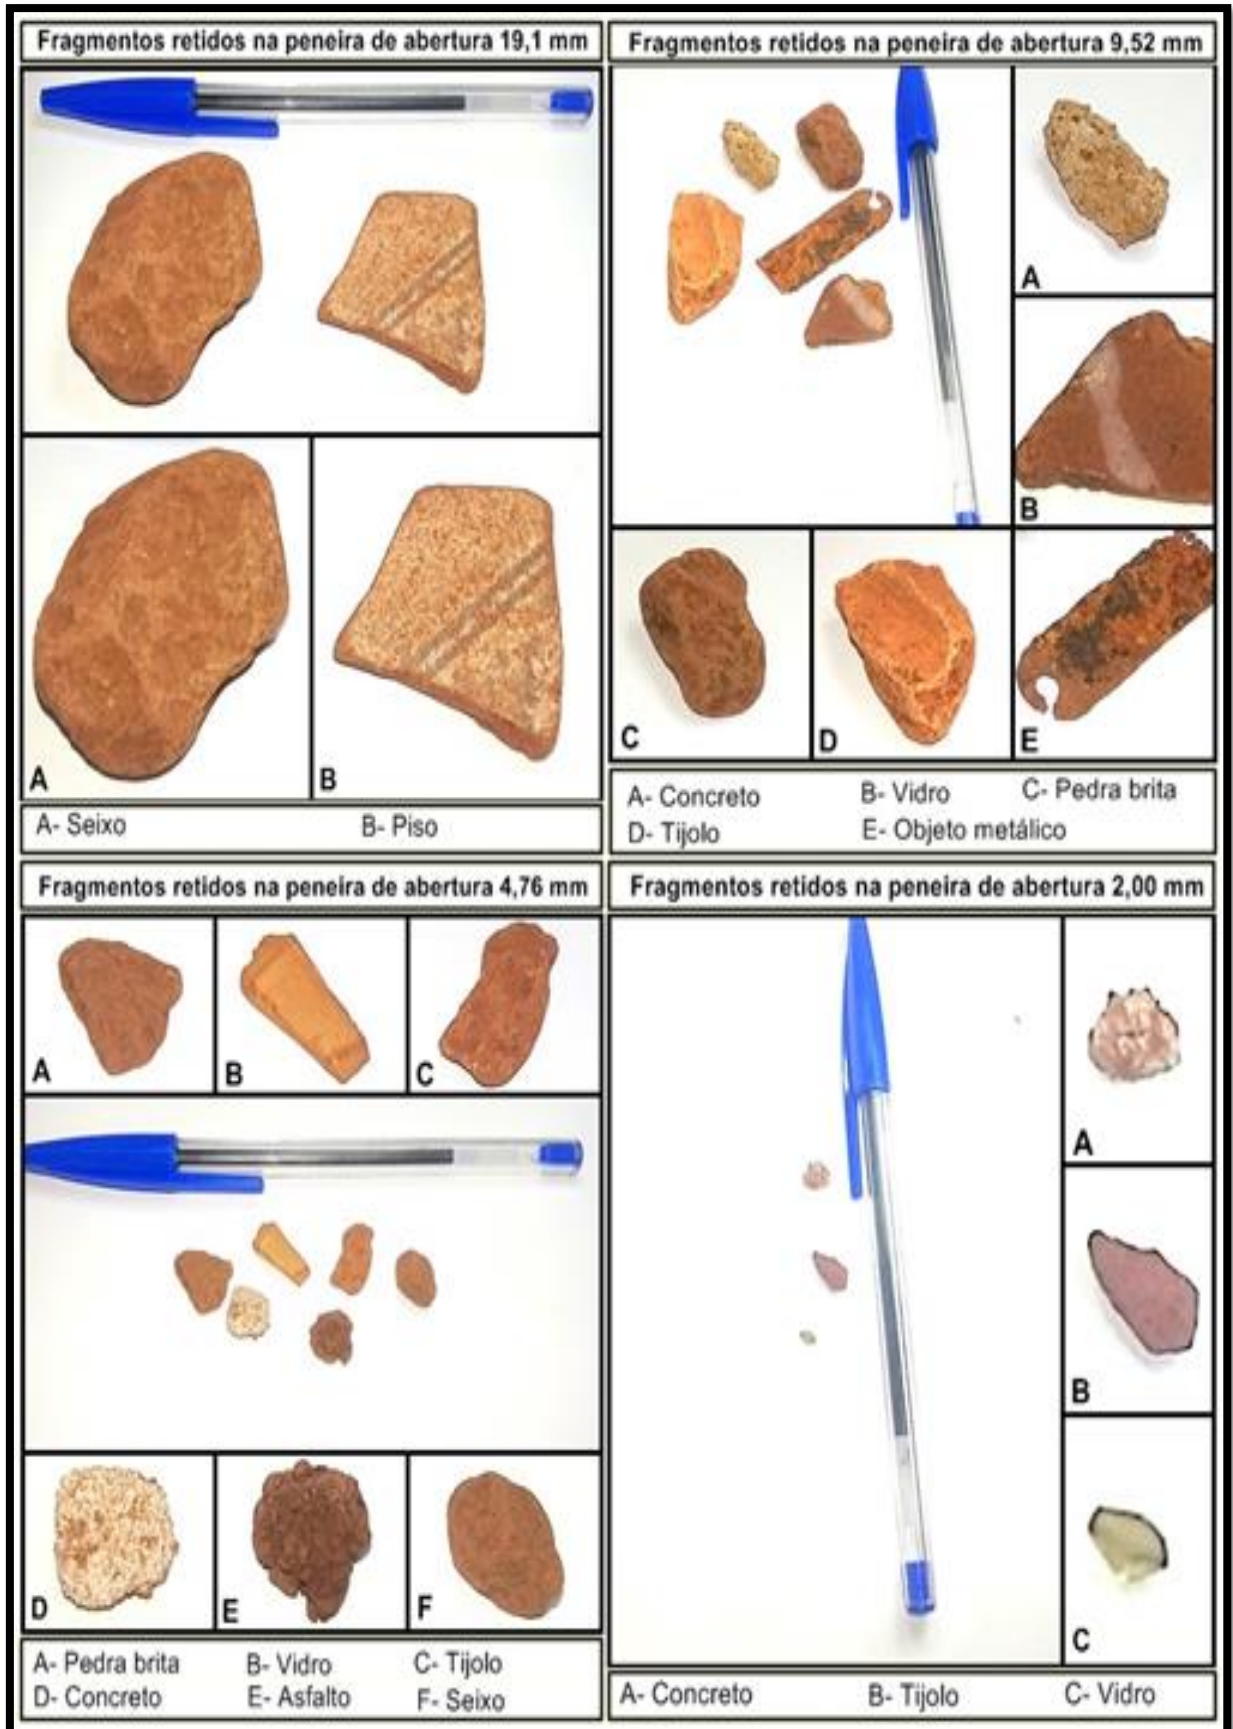 Fragmentos retidos na peneira de abertura 19,1 mm
A
B
A- Seixo B- Piso
Fragmentos retidos na peneira de abertura 9,52 mm
A
B
C
D
E
A- Concreto B- Vidro C- Pedra brita
D- Tijolo E- Objeto metálico
Fragmentos retidos na peneira de abertura 4,76 mm
A
B
C
D
E
F
A- Pedra brita B- Vidro C- Tijolo
D- Concreto E- Asfalto F- Seixo
Fragmentos retidos na peneira de abertura 2,00 mm
A
B
C
A- Concreto B- Tijolo C- Vidro